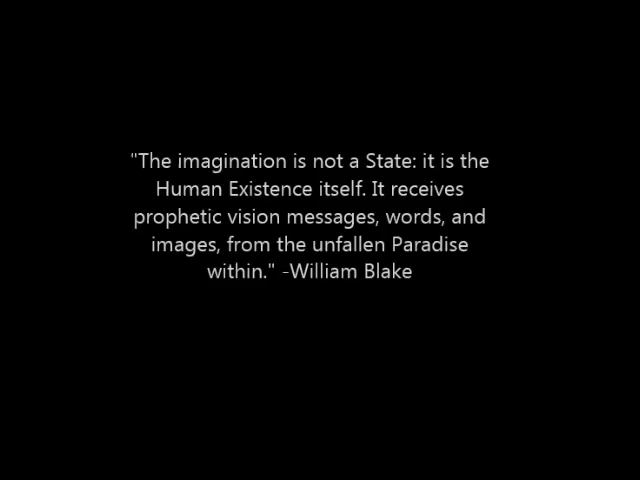 "The imagination is not a State: it is the
Human Existence itself. It receives
prophetic vision messages, words, and
images, from the unfallen Paradise
within." -William Blake